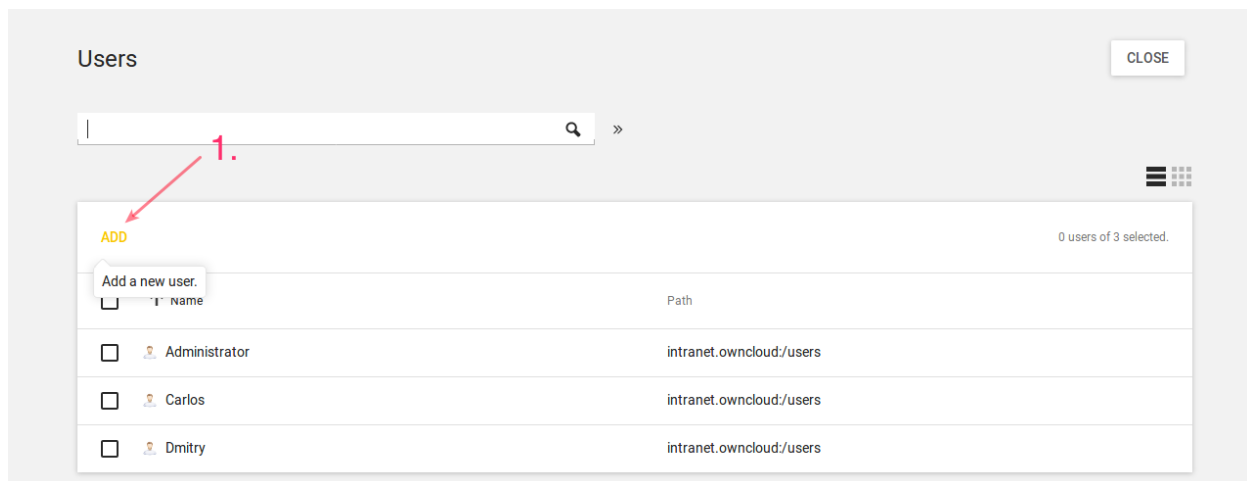 Users
CLOSE
»
1.
ADD
0 users of 3 selected.
Add a new user.
Name
Path
Administrator
intranet.owncloud:/users
Carlos
intranet.owncloud:/users
Dmitry
intranet.owncloud:/users